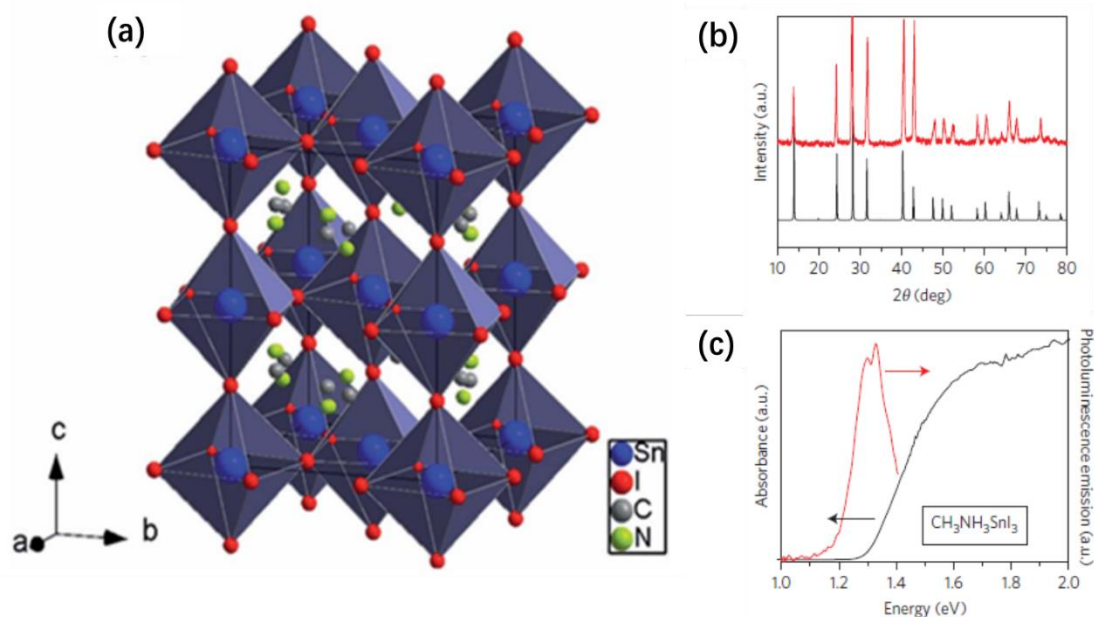 (a)
c
a
b
Sn
I
C
N
(b)
Intensity (a.u.)
10 20 30 40 50 60 70 80
2θ (deg)
(c)
Absorbance (a.u.)
Photoluminescence emission (a.u.)
CH₃NH₃SnI₃
1.0 1.2 1.4 1.6 1.8 2.0
Energy (eV)